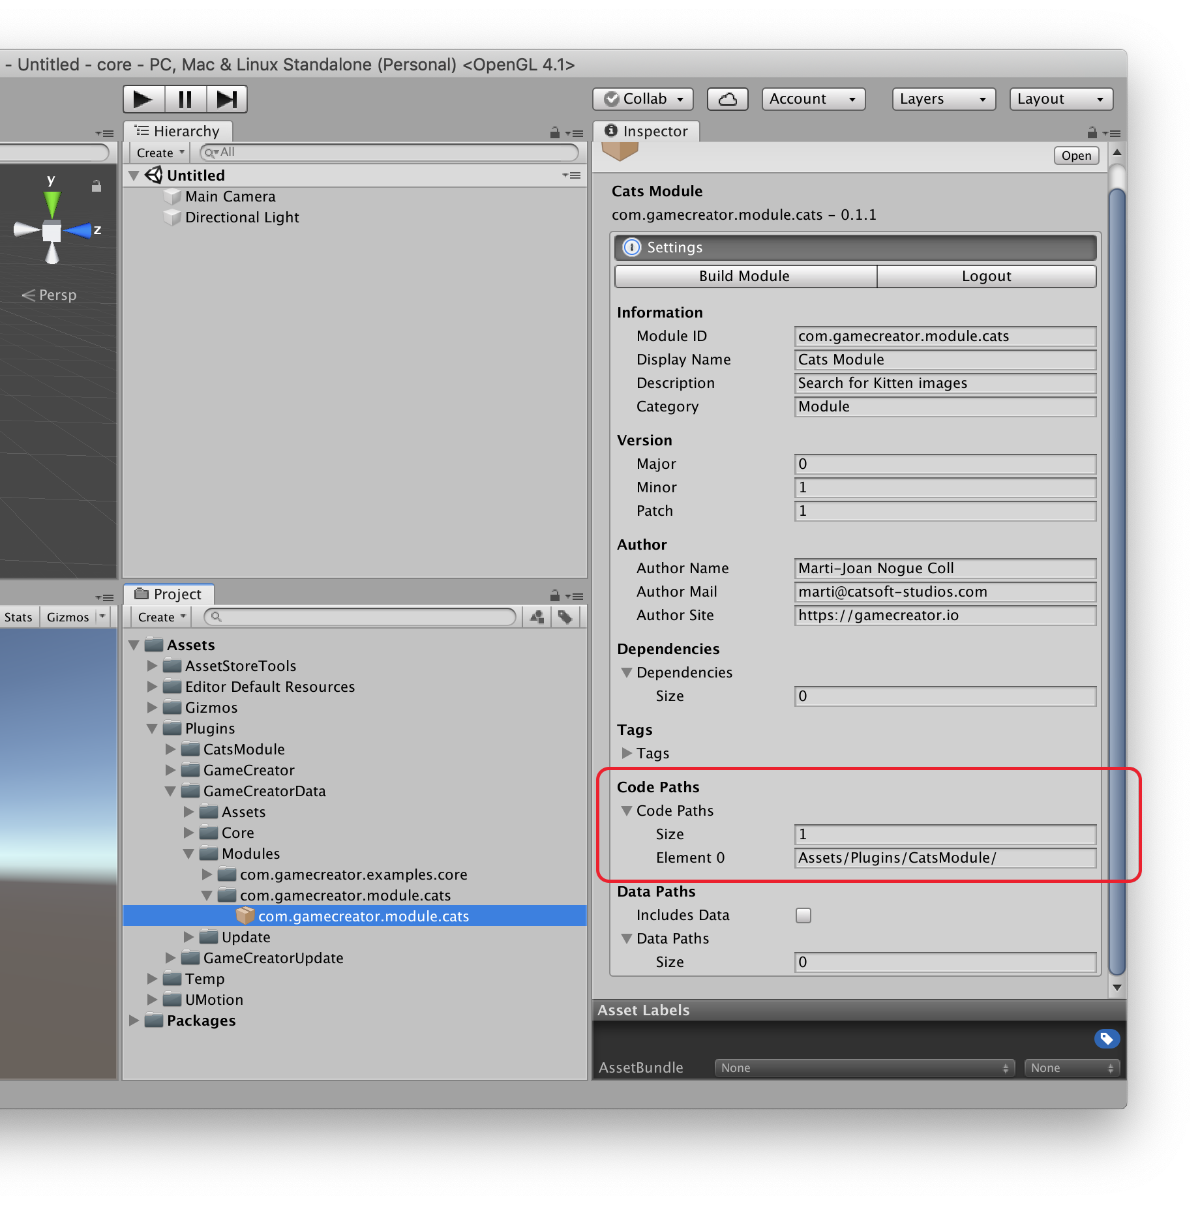 - Untitled - core - PC, Mac & Linux Standalone (Personal) <OpenGL 4.1>
Collab
Account
Layers
Layout
Hierarchy
Create
All
Untitled
Main Camera
Directional Light
y
z
Persp
Stats
Gizmos
Project
Create
Assets
AssetStoreTools
Editor Default Resources
Gizmos
Plugins
CatsModule
GameCreator
GameCreatorData
Assets
Core
Modules
com.gamecreator.examples.core
com.gamecreator.module.cats
com.gamecreator.module.cats
Update
GameCreatorUpdate
Temp
UMotion
Packages
Inspector
Open
Cats Module
com.gamecreator.module.cats - 0.1.1
Settings
Build Module Logout
Information
Module ID com.gamecreator.module.cats
Display Name Cats Module
Description Search for Kitten images
Category Module
Version
Major 0
Minor 1
Patch 1
Author
Author Name Marti-Joan Nogue Coll
Author Mail marti@catsoft-studios.com
Author Site https://gamecreator.io
Dependencies
Dependencies
Size 0
Tags
Tags
Code Paths
Code Paths
Size 1
Element 0 Assets/Plugins/CatsModule/
Data Paths
Includes Data
Data Paths
Size 0
Asset Labels
AssetBundle None None